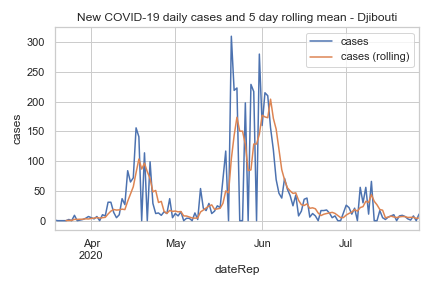 New COVID-19 daily cases and 5 day rolling mean - Djibouti
cases
cases (rolling)
300
250
200
150
100
50
0
cases
Apr
2020
May
Jun
Jul
dateRep